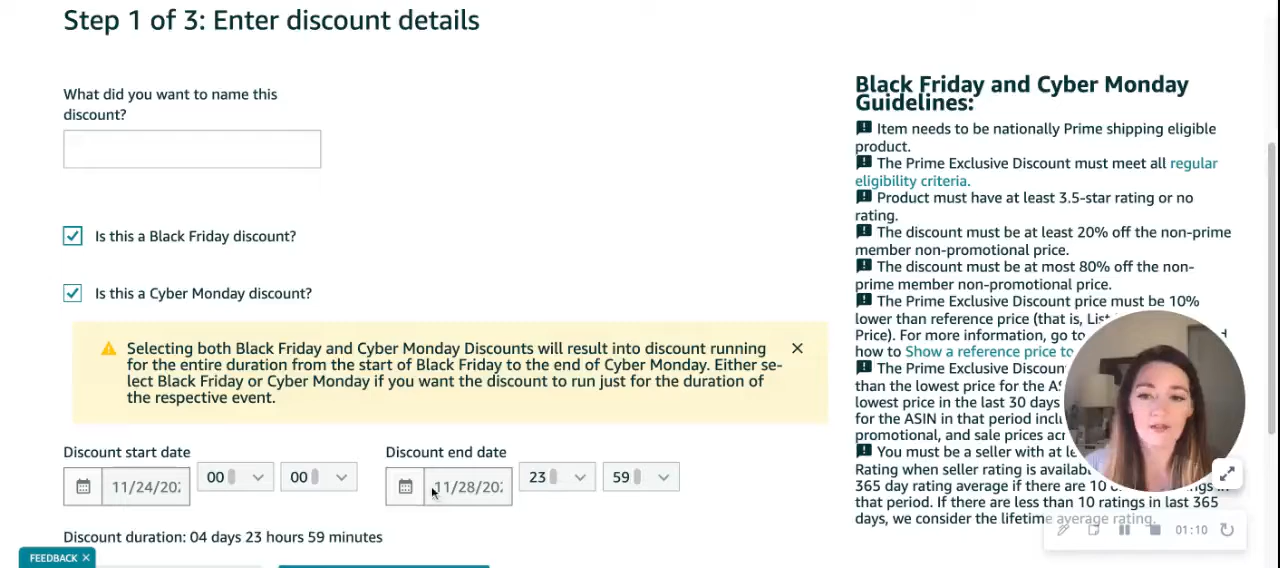 Step 1 of 3: Enter discount details
What did you want to name this
discount?
Is this a Black Friday discount?
Is this a Cyber Monday discount?
Selecting both Black Friday and Cyber Monday Discounts will result into discount running
for the entire duration from the start of Black Friday to the end of Cyber Monday. Either se-
lect Black Friday or Cyber Monday if you want the discount to run just for the duration of
the respective event.
Discount start date
11/24/20
00
00
Discount end date
11/28/20
23
59
Discount duration: 04 days 23 hours 59 minutes
FEEDBACK
Black Friday and Cyber Monday
Guidelines:
Item needs to be nationally Prime shipping eligible
product.
The Prime Exclusive Discount must meet all regular
eligibility criteria.
Product must have at least 3.5-star rating or no
rating.
The discount must be at least 20% off the non-prime
member non-promotional price.
The discount must be at most 80% off the non-
prime member non-promotional price.
The Prime Exclusive Discount price must be 10%
lower than reference price (that is, List
Price). For more information, go to
how to Show a reference price to
The Prime Exclusive
than the lowest price for the
lowest price in the last 30 days
for the ASIN in that period
promotional, and sale prices
You must be a seller with at
Rating when seller rating is
365 day rating average if there are 10
that period. If there are less than 10 ratings in last 365
days, we consider the lifetime average rating.
01:10